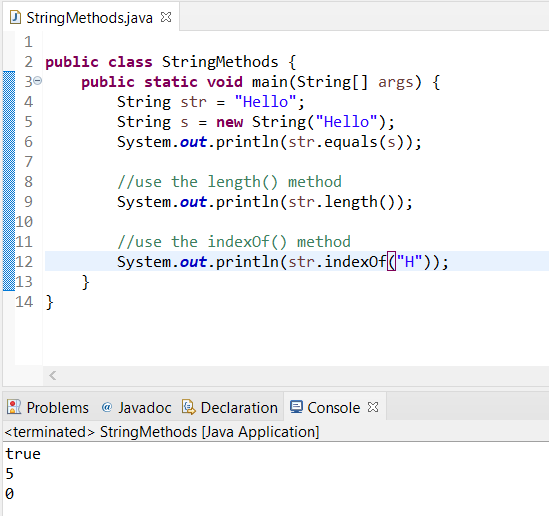 StringMethods.java
1
2 public class StringMethods {
3     public static void main(String[] args) {
4         String str = "Hello";
5         String s = new String("Hello");
6         System.out.println(str.equals(s));
7
8         //use the length() method
9         System.out.println(str.length());
10
11         //use the indexOf() method
12         System.out.println(str.indexOf("H"));
13     }
14 }
Problems @ Javadoc Declaration Console
<terminated> StringMethods [Java Application]
true
5
0